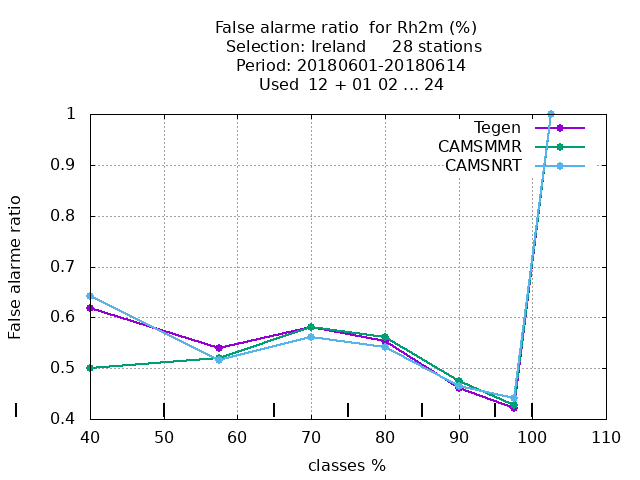 False alarme ratio  for Rh2m (%)
Selection: Ireland     28 stations
Period: 20180601-20180614
Used  12 + 01 02 ... 24
Tegen
CAMSMMR
CAMSNRT
False alarme ratio
1
0.9
0.8
0.7
0.6
0.5
0.4
40 50 60 70 80 90 100 110
classes %